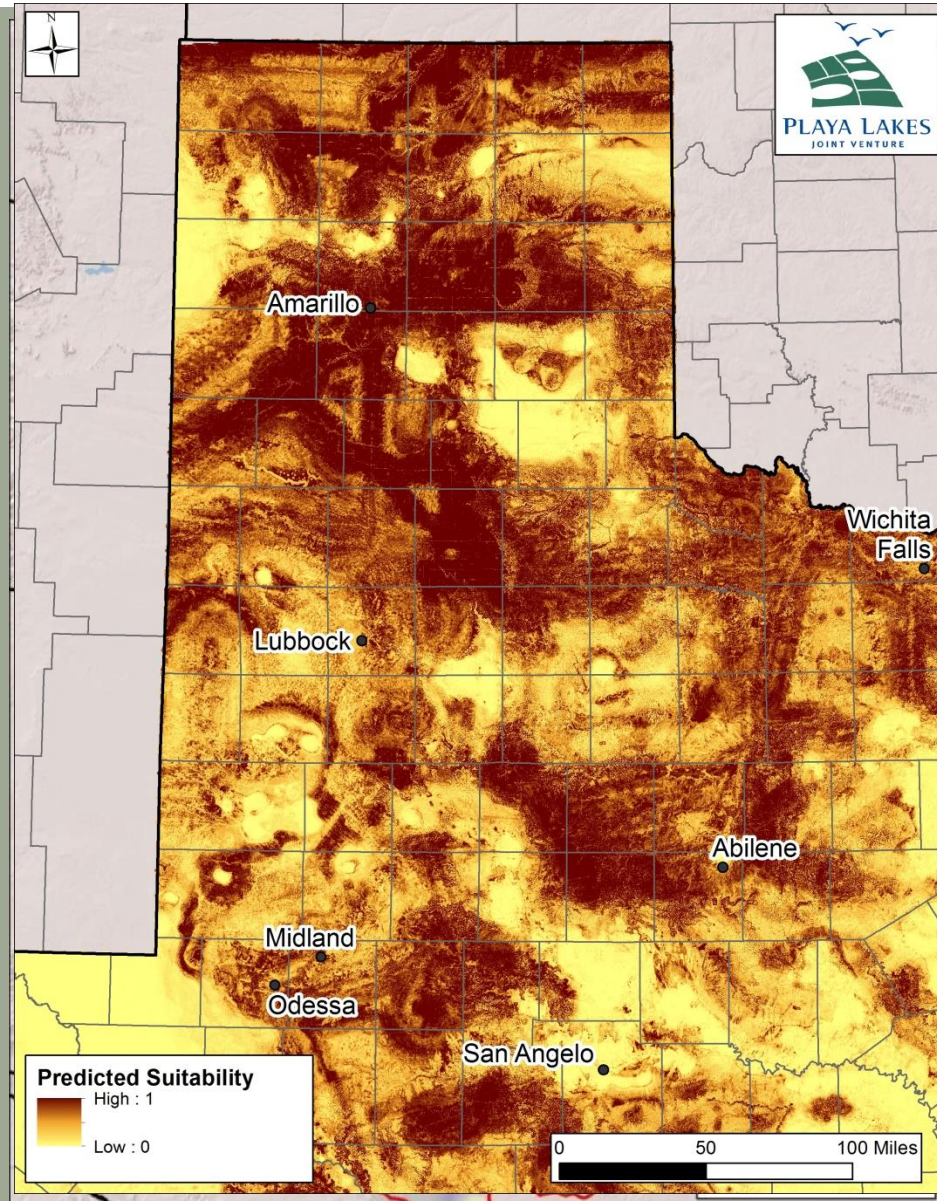 N
PLAYA LAKES
JOINT VENTURE
Amarillo
Wichita
Falls
Lubbock
Abilene
Midland
Odessa
San Angelo
Predicted Suitability
High : 1
Low : 0
0 50 100 Miles